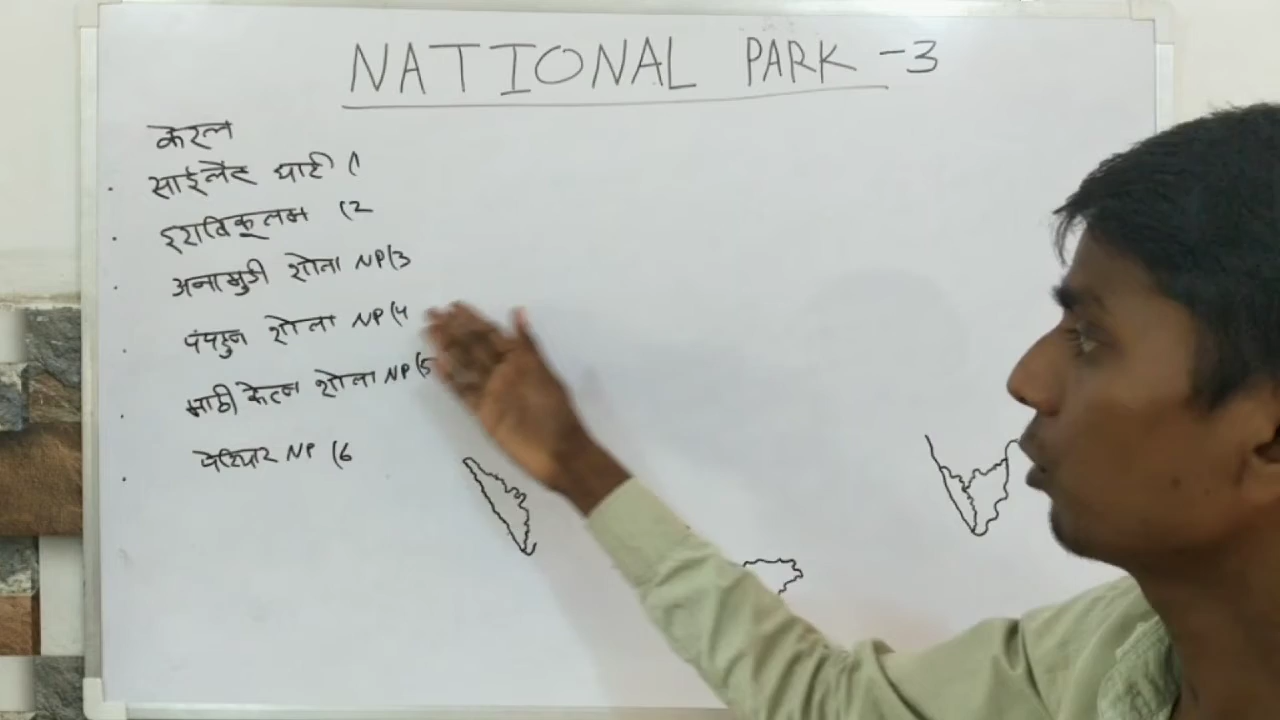 NATIONAL PARK -3
केरल
साईलेंट घाटी (1
इराविकूलम (2
अनामुडी शोला NP(3
पंपदुम शोला NP(4
माठी केटन शोला NP(5
पेरियार NP (6